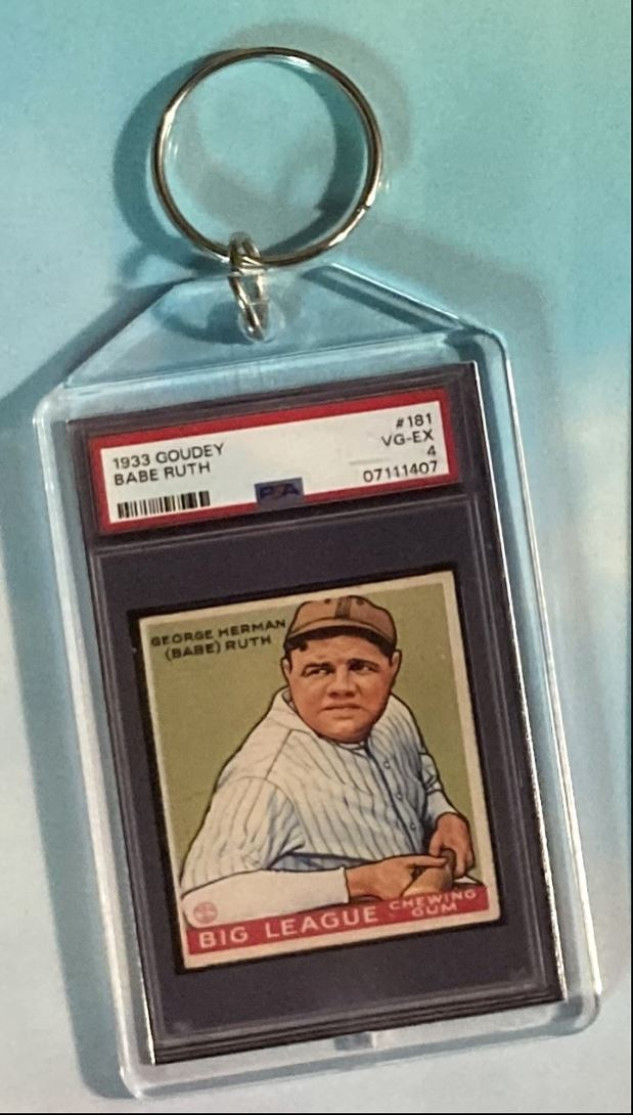 1933 GOUDEY
BABE RUTH
#181
VG-EX
4
07111407
PSA
GEORGE HERMAN
(BABE) RUTH
BIG LEAGUE CHEWING
GUM